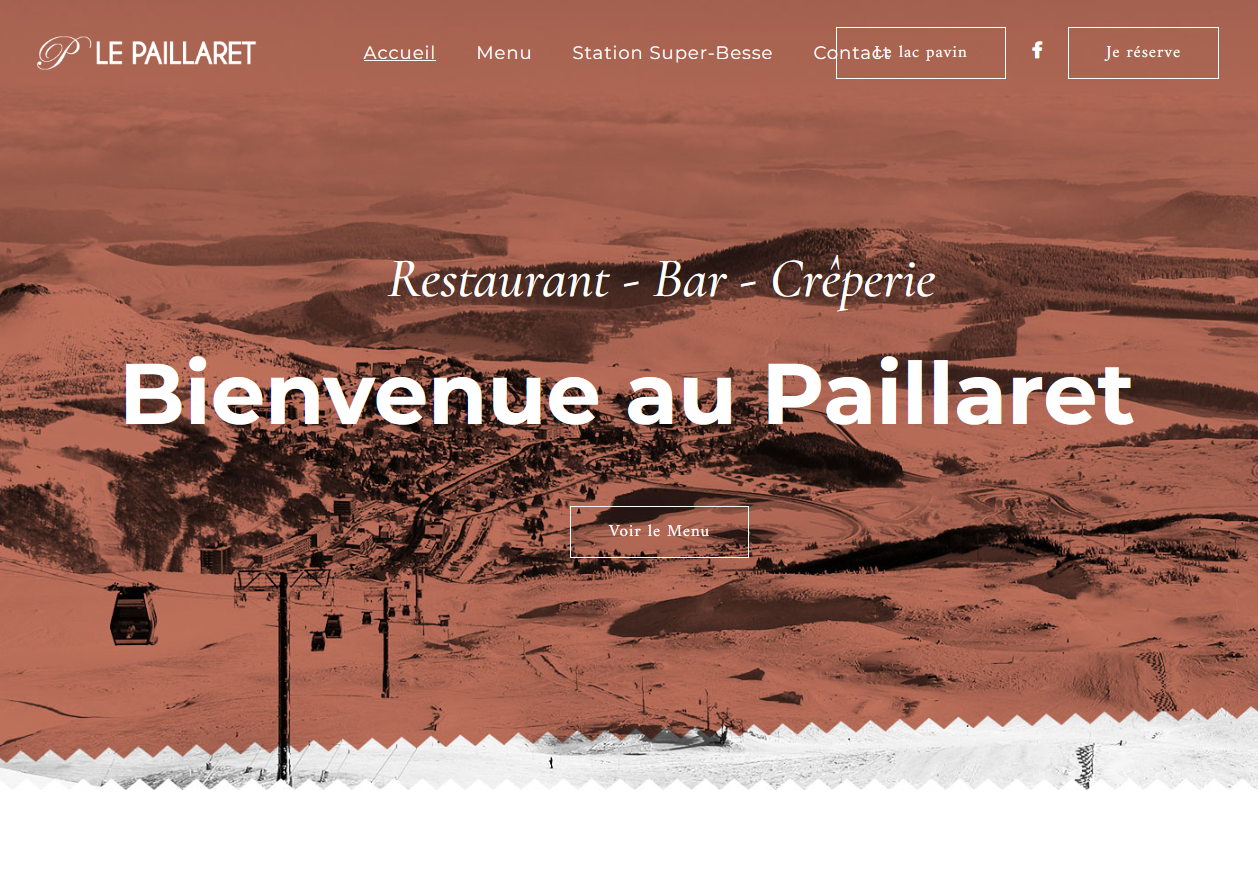 P LE PAILLARET
Accueil
Menu
Station Super-Besse
Contact
Le lac pavin
Je réserve
Restaurant - Bar - Crêperie
Bienvenue au Paillaret
Voir le Menu